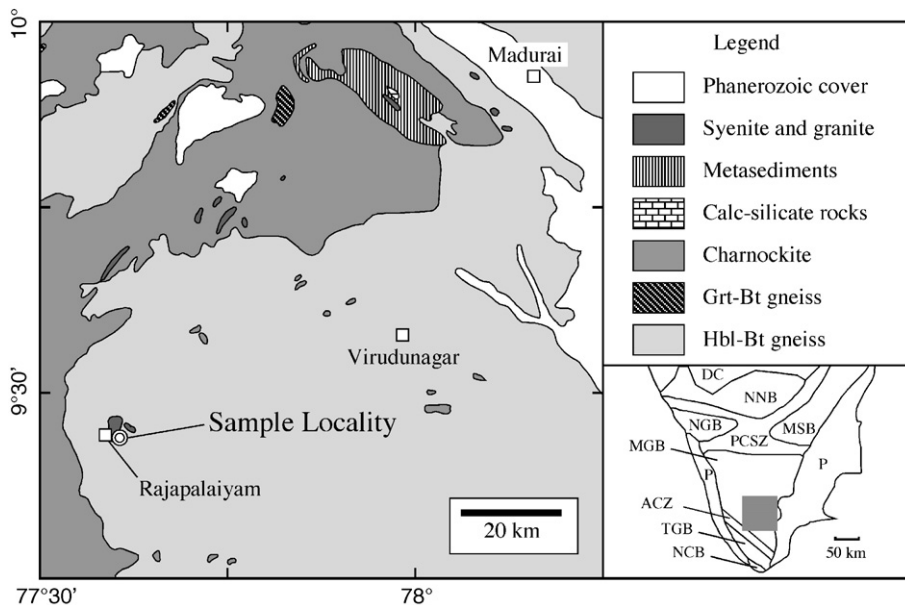 10°
Madurai
Virudunagar
9°30'
Sample Locality
Rajapalaiyam
20 km
77°30'
78°
Legend
Phanerozoic cover
Syenite and granite
Metasediments
Calc-silicate rocks
Charnockite
Grt-Bt gneiss
Hbl-Bt gneiss
DC
NNB
NGB
MSB
PCSZ
MGB
P
P
ACZ
TGB
NCB
50 km